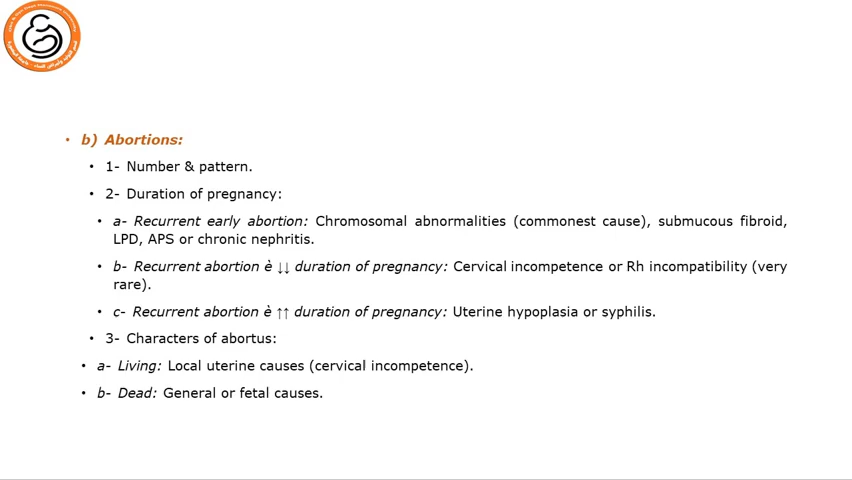 • b) Abortions:
• 1- Number & pattern.
• 2- Duration of pregnancy:
• a- Recurrent early abortion: Chromosomal abnormalities (commonest cause), submucous fibroid,
LPD, APS or chronic nephritis.
• b- Recurrent abortion è ↓↓ duration of pregnancy: Cervical incompetence or Rh incompatibility (very
rare).
• c- Recurrent abortion è ↑↑ duration of pregnancy: Uterine hypoplasia or syphilis.
• 3- Characters of abortus:
• a- Living: Local uterine causes (cervical incompetence).
• b- Dead: General or fetal causes.